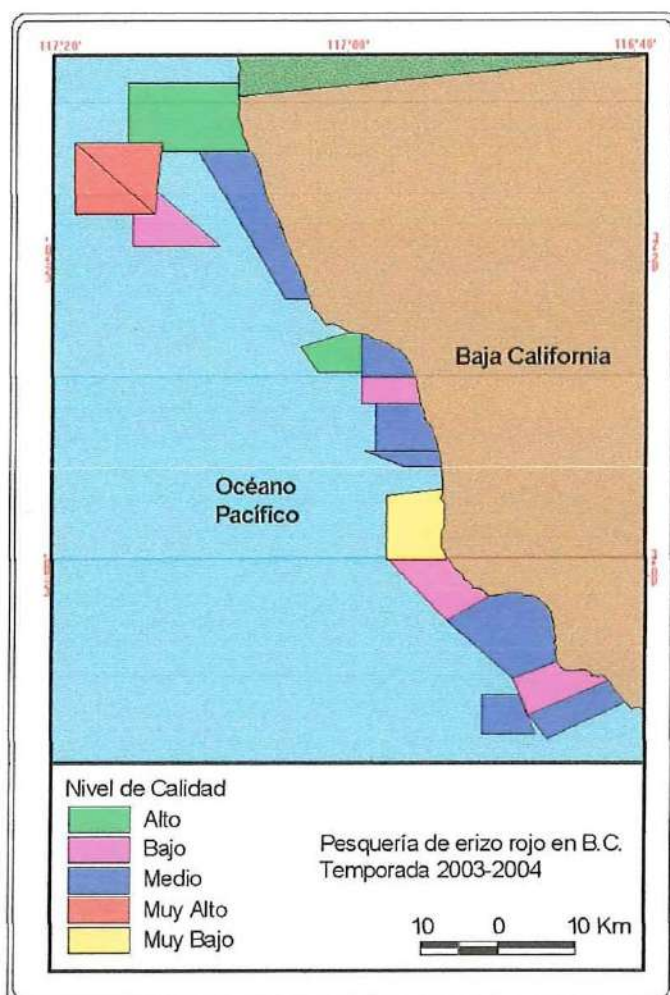 117°20'
117°00'
116°40'
Baja California
Océano
Pacífico
Nivel de Calidad
Alto
Bajo
Medio
Muy Alto
Muy Bajo
Pesquería de erizo rojo en B.C.
Temporada 2003-2004
10 0 10 Km